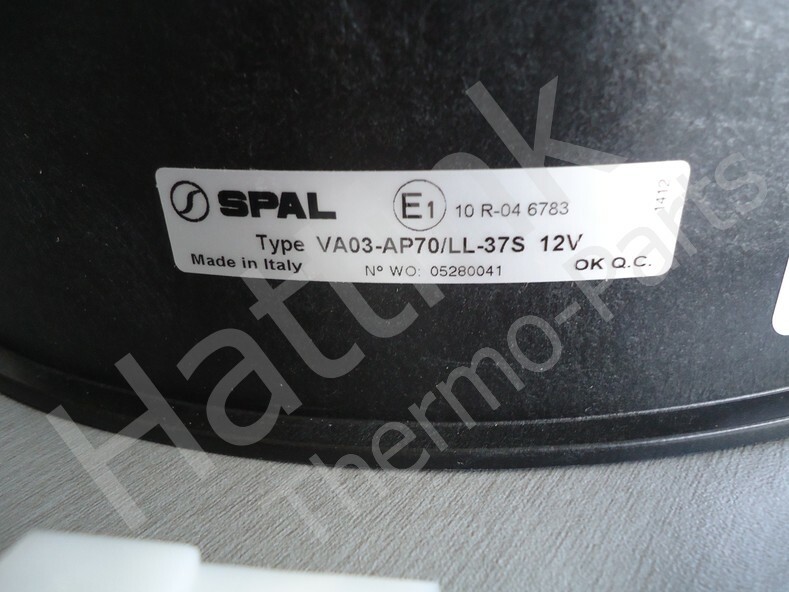 SPAL E1 10 R-04 6783 1412
Type VA03-AP70/LL-37S 12V
Made in Italy Nº WO: 05280041 OK Q.C.
Hattink
Thermo-Parts